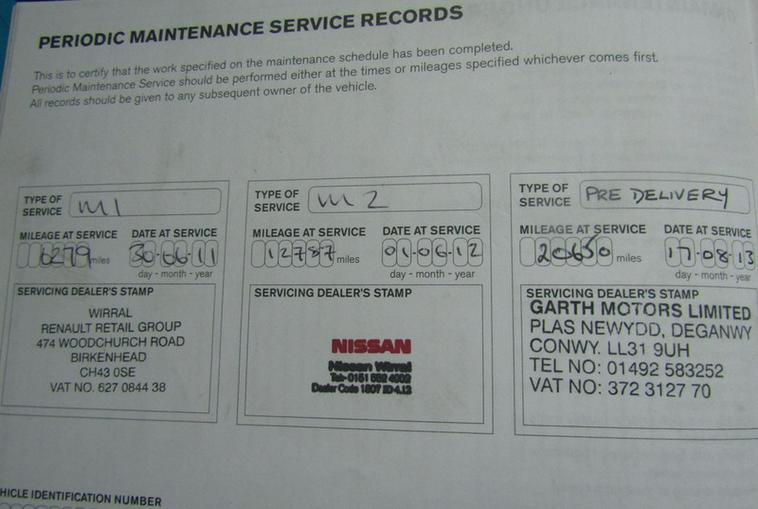 PERIODIC MAINTENANCE SERVICE RECORDS
This is to certify that the work specified on the maintenance schedule has been completed.
Periodic Maintenance Service should be performed either at the times or mileages specified whichever comes first.
All records should be given to any subsequent owner of the vehicle.
TYPE OF SERVICE M1
MILEAGE AT SERVICE DATE AT SERVICE
6279 miles 30-06-11
day - month - year
SERVICING DEALER'S STAMP
WIRRAL
RENAULT RETAIL GROUP
474 WOODCHURCH ROAD
BIRKENHEAD
CH43 0SE
VAT NO. 627 0844 38
TYPE OF SERVICE M2
MILEAGE AT SERVICE DATE AT SERVICE
12787 miles 01-06-12
day - month - year
SERVICING DEALER'S STAMP
NISSAN
Nissan Wirral
TYPE OF SERVICE PRE DELIVERY
MILEAGE AT SERVICE DATE AT SERVICE
20650 miles 17-08-13
day - month - year
SERVICING DEALER'S STAMP
GARTH MOTORS LIMITED
PLAS NEWYDD, DEGANWY
CONWY. LL31 9UH
TEL NO: 01492 583252
VAT NO: 372 3127 70
HICLE IDENTIFICATION NUMBER